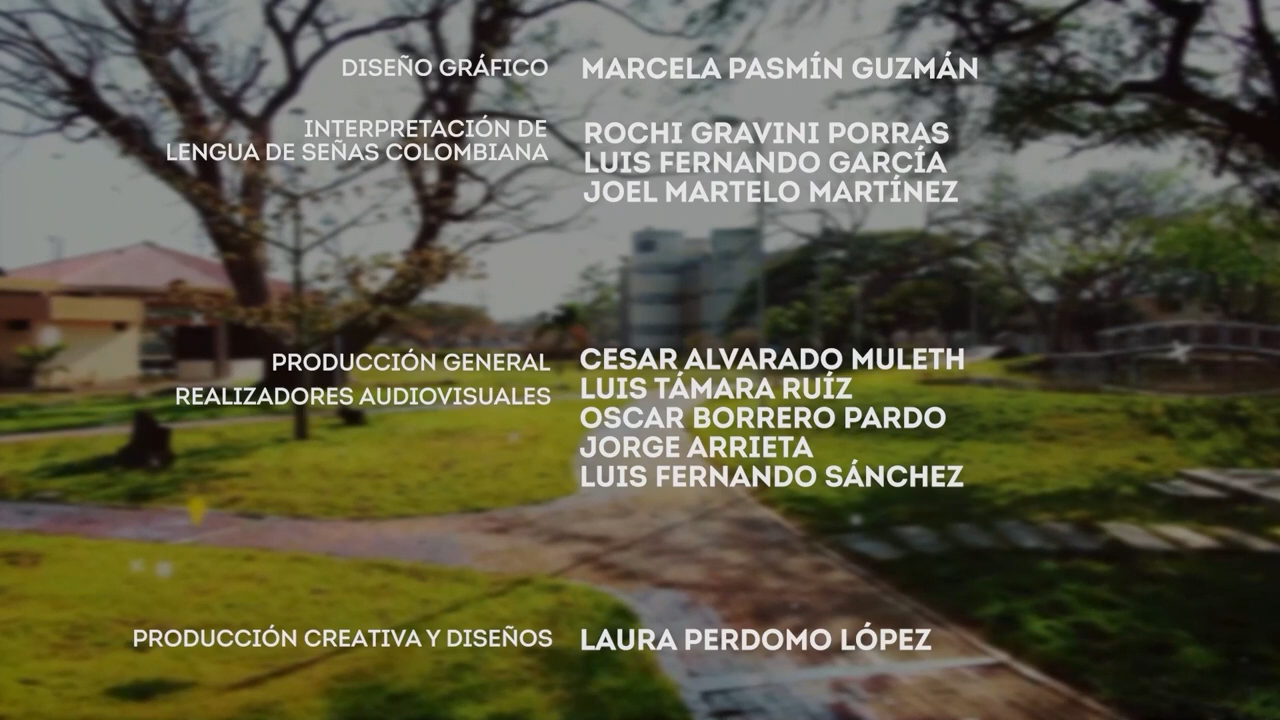 DISEÑO GRÁFICO MARCELA PASMÍN GUZMÁN
INTERPRETACIÓN DE
LENGUA DE SEÑAS COLOMBIANA
ROCHI GRAVINI PORRAS
LUIS FERNANDO GARCÍA
JOEL MARTELO MARTÍNEZ
PRODUCCIÓN GENERAL CESAR ALVARADO MULETH
REALIZADORES AUDIOVISUALES LUIS TÁMARA RUÍZ
OSCAR BORRERO PARDO
JORGE ARRIETA
LUIS FERNANDO SÁNCHEZ
PRODUCCIÓN CREATIVA Y DISEÑOS LAURA PERDOMO LÓPEZ